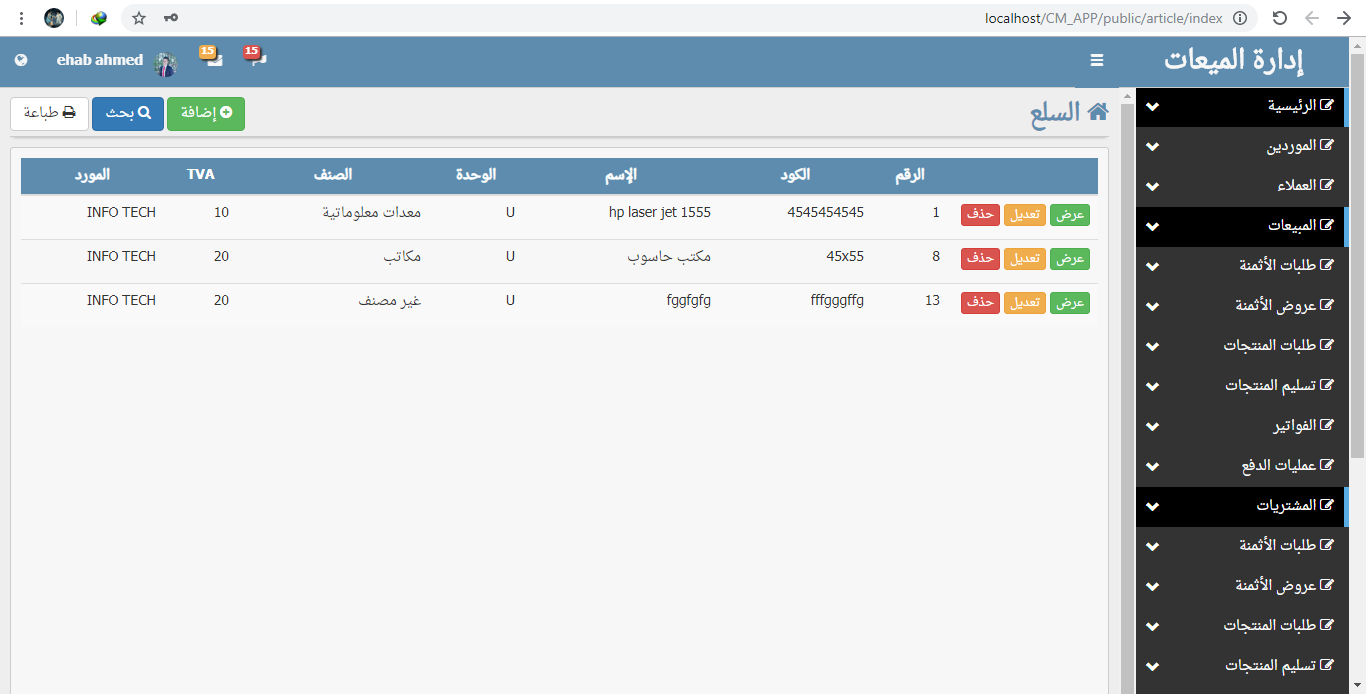 localhost/CM_APP/public/article/index
إدارة الميعات
15
15
ehab ahmed
الرئيسية
الموردين
العملاء
المبيعات
طلبات الأثمنة
عروض الأثمنة
طلبات المنتجات
تسليم المنتجات
الفواتير
عمليات الدفع
المشتريات
طلبات الأثمنة
عروض الأثمنة
طلبات المنتجات
تسليم المنتجات
السلع
إضافة بحث طباعة
الرقم الكود الإسم الوحدة الصنف TVA المورد
عرض تعديل حذف 1 4545454545 hp laser jet 1555 U معدات معلوماتية 10 INFO TECH
عرض تعديل حذف 8 45x55 مكتب حاسوب U مكاتب 20 INFO TECH
عرض تعديل حذف 13 fffgggffg fggfgfg U غير مصنف 20 INFO TECH